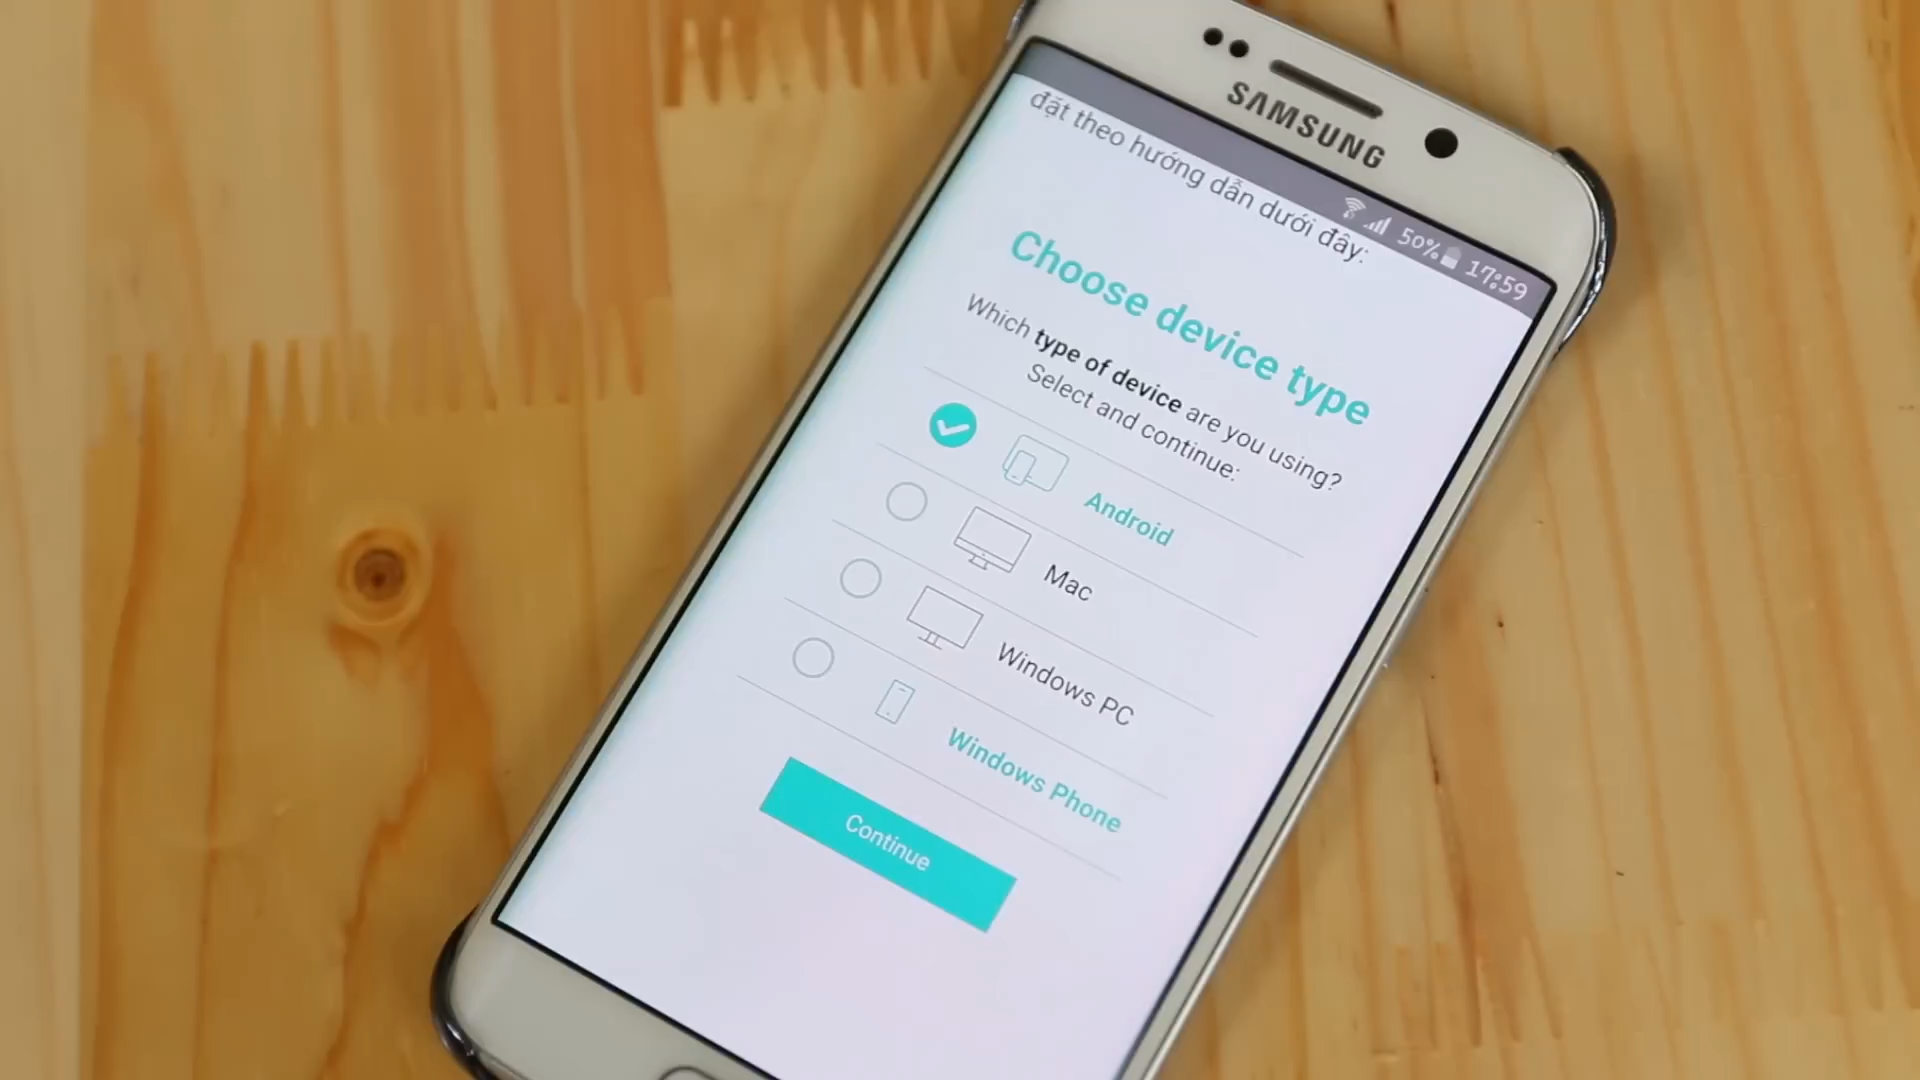 SAMSUNG
50% 17:59
đặt theo hướng dẫn dưới đây:
Choose device type
Which type of device are you using?
Select and continue:
Android
Mac
Windows PC
Windows Phone
Continue